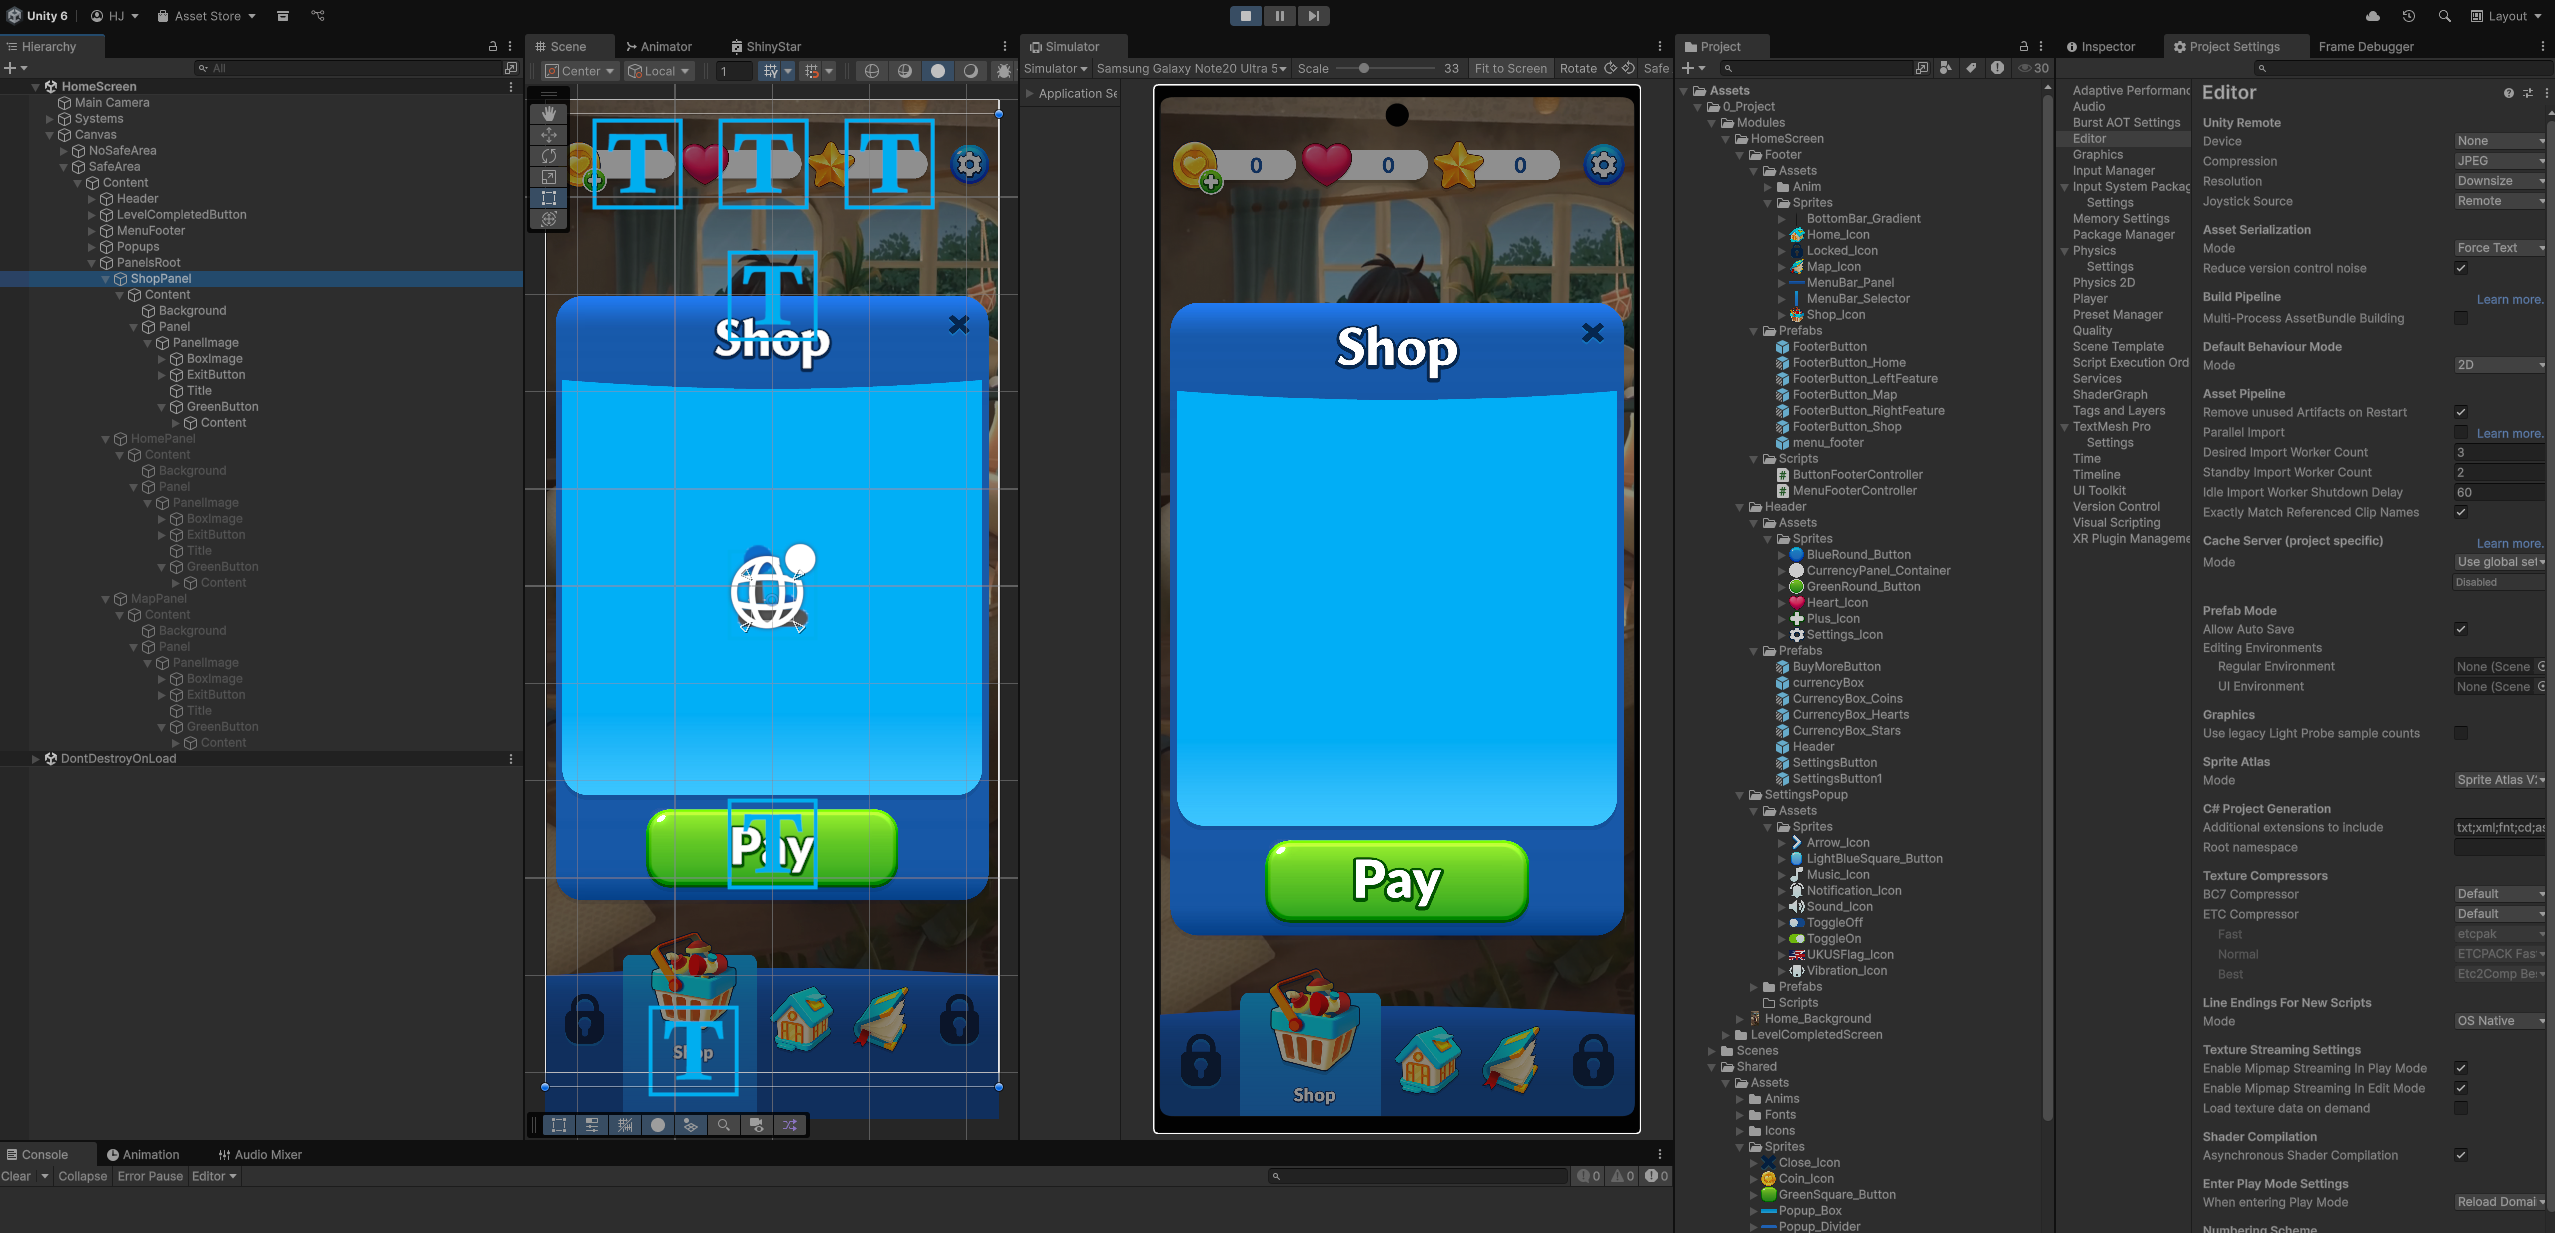 Unity 6
HJ
Asset Store
Layout
Hierarchy
All
HomeScreen
Main Camera
Systems
Canvas
NoSafeArea
SafeArea
Content
Header
LevelCompletedButton
MenuFooter
Popups
PanelsRoot
ShopPanel
Content
Background
Panel
PanelImage
BoxImage
ExitButton
Title
GreenButton
Content
HomePanel
Content
Background
Panel
PanelImage
BoxImage
ExitButton
Title
GreenButton
Content
MapPanel
Content
Background
Panel
PanelImage
BoxImage
ExitButton
Title
GreenButton
Content
DontDestroyOnLoad
Scene
Animator
ShinyStar
Center
Local
1
T
T
T
T
Shop
Pay
T
Shop
T
Simulator
Simulator
Samsung Galaxy Note20 Ultra 5
Scale
33
Fit to Screen
Rotate
Safe
Application Se
0
0
0
Shop
Pay
Shop
Project
30
Assets
0_Project
Modules
HomeScreen
Footer
Assets
Anim
Sprites
BottomBar_Gradient
Home_Icon
Locked_Icon
Map_Icon
MenuBar_Panel
MenuBar_Selector
Shop_Icon
Prefabs
FooterButton
FooterButton_Home
FooterButton_LeftFeature
FooterButton_Map
FooterButton_RightFeature
FooterButton_Shop
menu_footer
Scripts
ButtonFooterController
MenuFooterController
Header
Assets
Sprites
BlueRound_Button
CurrencyPanel_Container
GreenRound_Button
Heart_Icon
Plus_Icon
Settings_Icon
Prefabs
BuyMoreButton
currencyBox
CurrencyBox_Coins
CurrencyBox_Hearts
CurrencyBox_Stars
Header
SettingsButton
SettingsButton1
SettingsPopup
Assets
Sprites
Arrow_Icon
LightBlueSquare_Button
Music_Icon
Notification_Icon
Sound_Icon
ToggleOff
ToggleOn
UKUSFlag_Icon
Vibration_Icon
Prefabs
Scripts
Home_Background
LevelCompletedScreen
Scenes
Shared
Assets
Anims
Fonts
Icons
Sprites
Close_Icon
Coin_Icon
GreenSquare_Button
Popup_Box
Popup_Divider
Inspector
Project Settings
Frame Debugger
Adaptive Performanc
Audio
Burst AOT Settings
Editor
Graphics
Input Manager
Input System Packag
Settings
Memory Settings
Package Manager
Physics
Settings
Physics 2D
Player
Preset Manager
Quality
Scene Template
Script Execution Ord
Services
ShaderGraph
Tags and Layers
TextMesh Pro
Settings
Time
Timeline
UI Toolkit
Version Control
Visual Scripting
XR Plugin Manageme
Editor
Unity Remote
Device None
Compression JPEG
Resolution Downsize
Joystick Source Remote
Asset Serialization
Mode Force Text
Reduce version control noise
Build Pipeline
Learn more.
Multi-Process AssetBundle Building
Default Behaviour Mode
Mode 2D
Asset Pipeline
Remove unused Artifacts on Restart
Parallel Import Learn more.
Desired Import Worker Count 3
Standby Import Worker Count 2
Idle Import Worker Shutdown Delay 60
Exactly Match Referenced Clip Names
Cache Server (project specific)
Learn more.
Mode Use global set
Disabled
Prefab Mode
Allow Auto Save
Editing Environments
Regular Environment None (Scene
UI Environment None (Scene
Graphics
Use legacy Light Probe sample counts
Sprite Atlas
Mode Sprite Atlas V
C# Project Generation
Additional extensions to include txt;xml;fnt;cd;as
Root namespace
Texture Compressors
BC7 Compressor Default
ETC Compressor Default
Fast etcpak
Normal ETCPACK Fas
Best Etc2Comp Be
Line Endings For New Scripts
Mode OS Native
Texture Streaming Settings
Enable Mipmap Streaming In Play Mode
Enable Mipmap Streaming In Edit Mode
Load texture data on demand
Shader Compilation
Asynchronous Shader Compilation
Enter Play Mode Settings
When entering Play Mode Reload Domai
Numbering Scheme
Console
Animation
Audio Mixer
Clear
Collapse
Error Pause
Editor
0
0
0